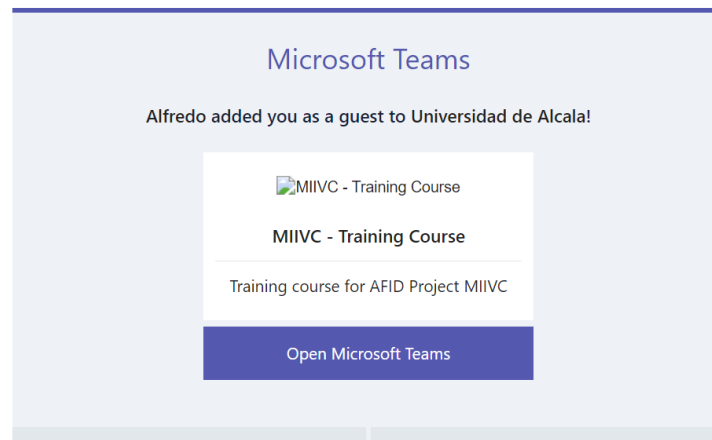 Microsoft Teams
Alfredo added you as a guest to Universidad de Alcala!
MIIVC - Training Course
MIIVC - Training Course
Training course for AFID Project MIIVC
Open Microsoft Teams